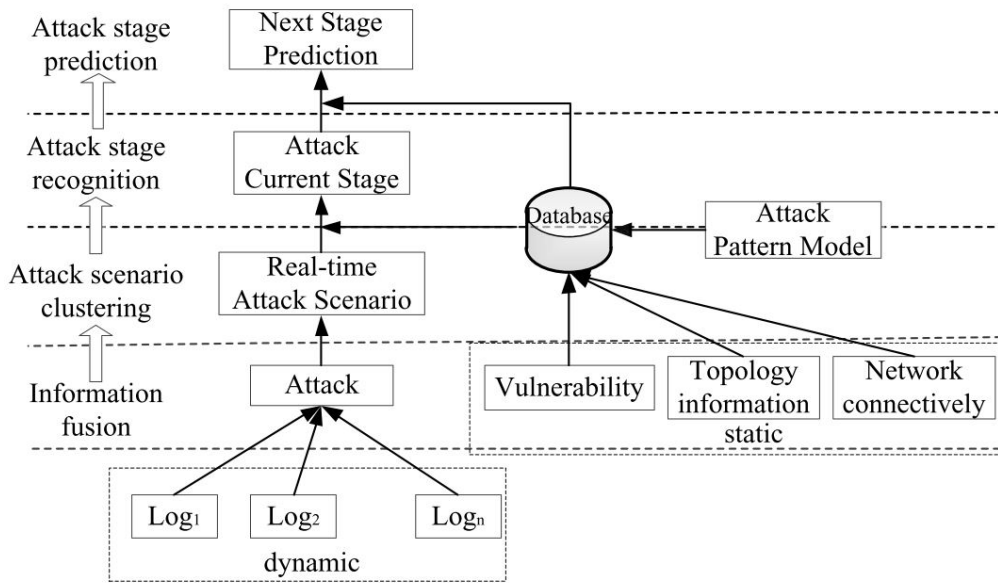 Attack stage
prediction
Next Stage
Prediction
Attack stage
recognition
Attack
Current Stage
Database
Attack
Pattern Model
Attack scenario
clustering
Real-time
Attack Scenario
Information
fusion
Attack
Vulnerability
Topology
information
Network
connectively
static
Log1
Log2
Logn
dynamic